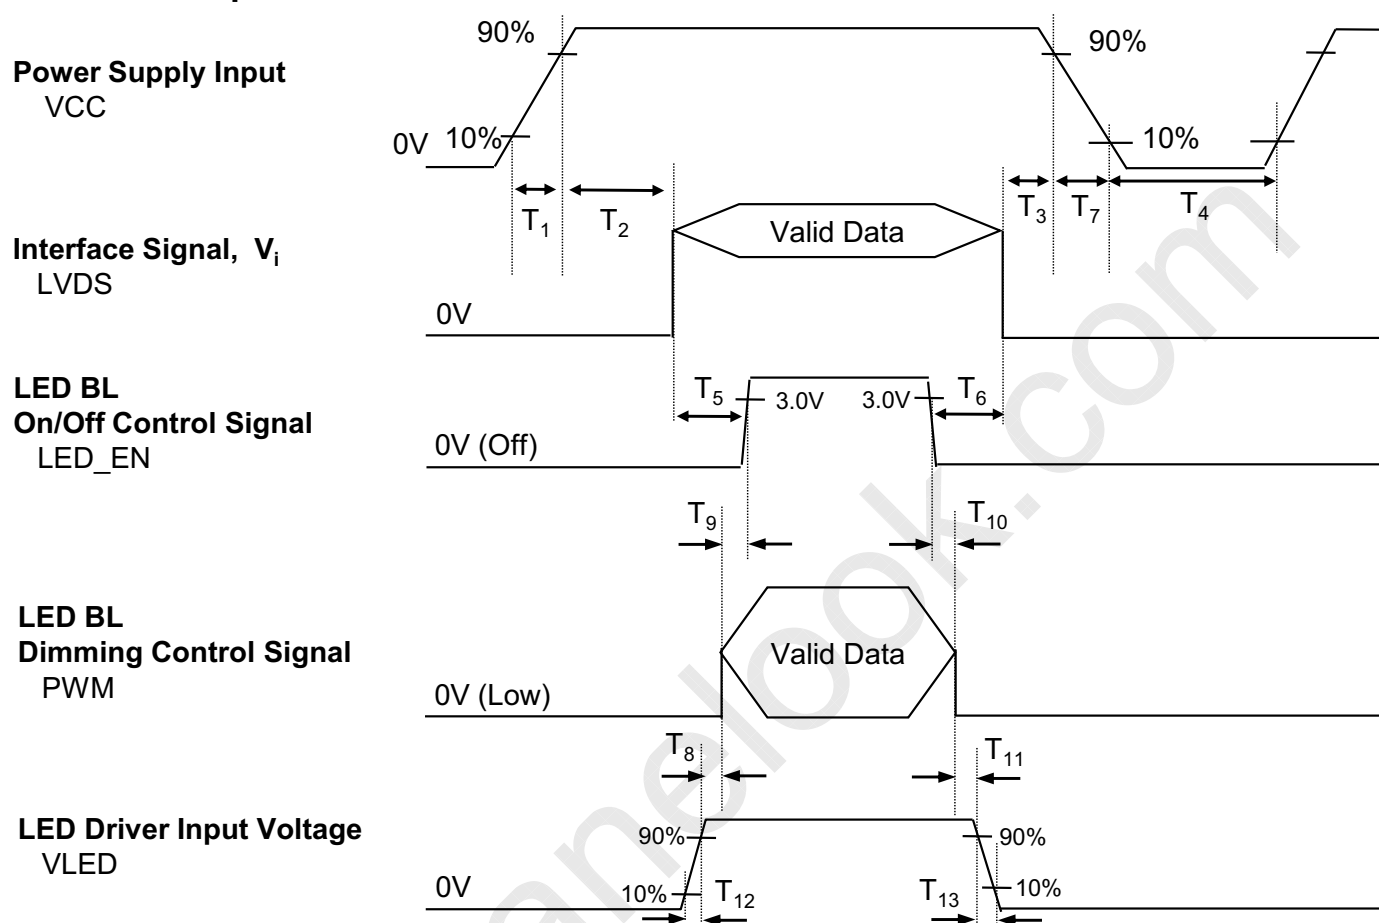 90%
90%
Power Supply Input
VCC
0V 10%
10%
T1 T2 T3 T7 T4
Valid Data
Interface Signal, Vi
LVDS
0V
LED BL
On/Off Control Signal
LED_EN
T5 3.0V 3.0V T6
0V (Off)
T9 T10
LED BL
Dimming Control Signal
PWM
Valid Data
0V (Low)
T8 T11
LED Driver Input Voltage
VLED
90% 90%
0V 10% T12 T13 10%
anelook.com